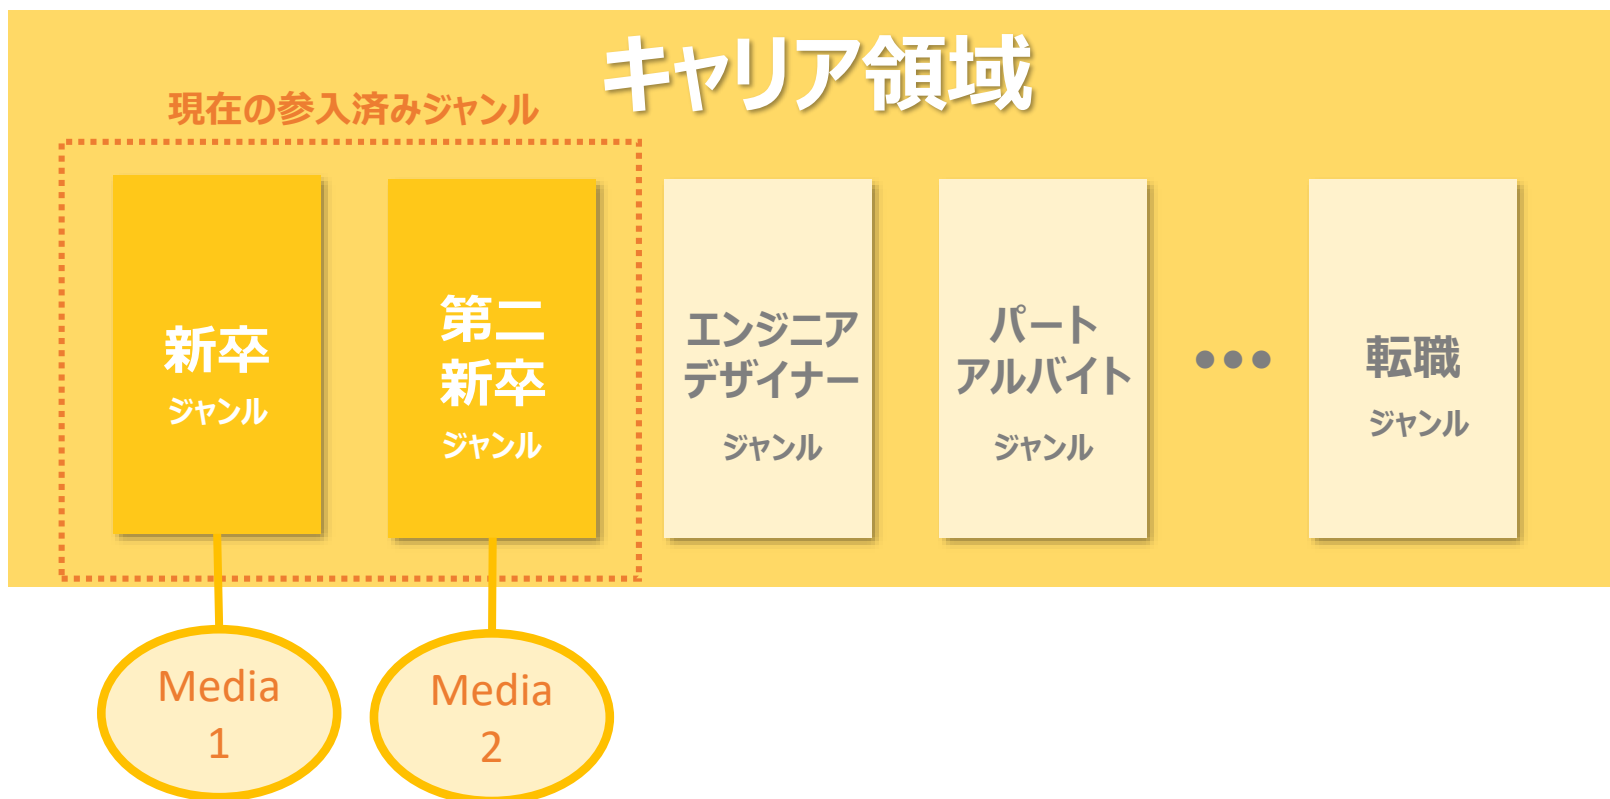 キャリア領域
現在の参入済みジャンル
新卒
ジャンル
第二
新卒
ジャンル
エンジニア
デザイナー
ジャンル
パート
アルバイト
ジャンル
●●●
転職
ジャンル
Media
1
Media
2